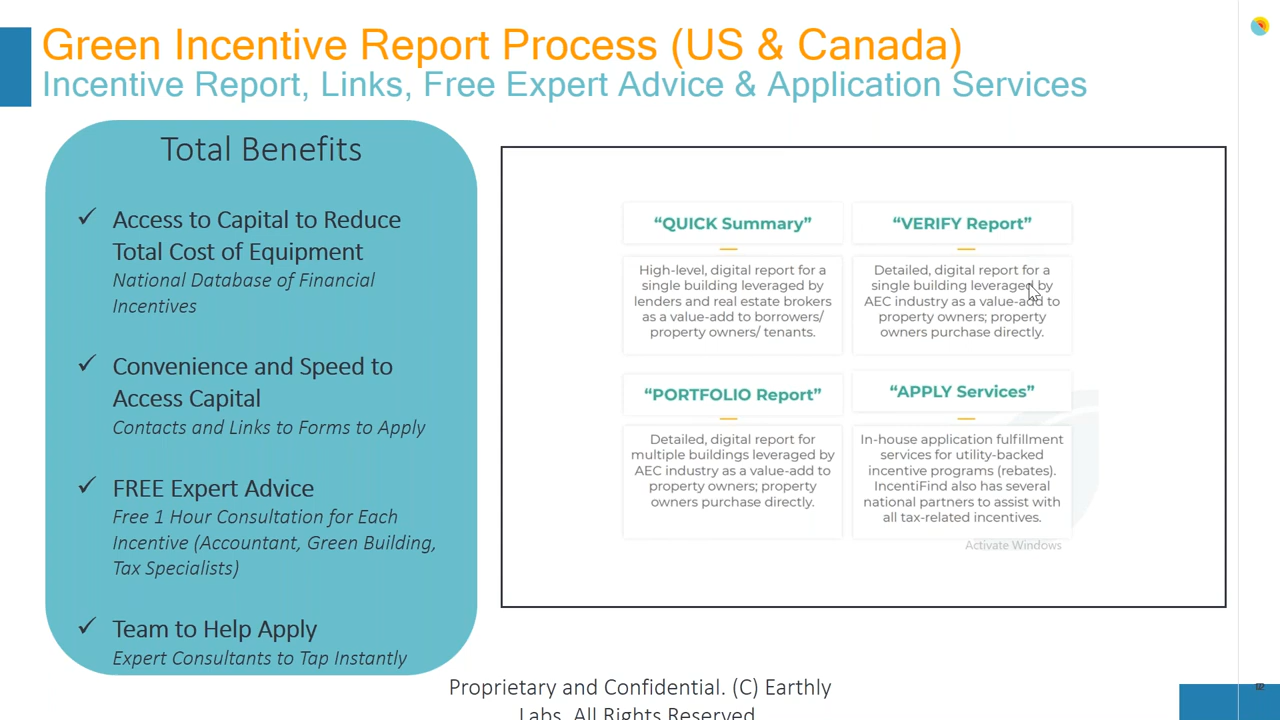 Green Incentive Report Process (US & Canada)
Incentive Report, Links, Free Expert Advice & Application Services
Total Benefits
✓ Access to Capital to Reduce
Total Cost of Equipment
National Database of Financial
Incentives
✓ Convenience and Speed to
Access Capital
Contacts and Links to Forms to Apply
✓ FREE Expert Advice
Free 1 Hour Consultation for Each
Incentive (Accountant, Green Building,
Tax Specialists)
✓ Team to Help Apply
Expert Consultants to Tap Instantly
“QUICK Summary”
High-level, digital report for a
single building leveraged by
lenders and real estate brokers
as a value-add to borrowers/
property owners/ tenants.
“VERIFY Report”
Detailed, digital report for a
single building leveraged by
AEC industry as a value-add to
property owners; property
owners purchase directly.
“PORTFOLIO Report”
Detailed, digital report for
multiple buildings leveraged by
AEC industry as a value-add to
property owners; property
owners purchase directly.
“APPLY Services”
In-house application fulfillment
services for utility-backed
incentive programs (rebates).
IncentiFind also has several
national partners to assist with
all tax-related incentives.
Activate Windows
Proprietary and Confidential. (C) Earthly
Labs. All Rights Reserved